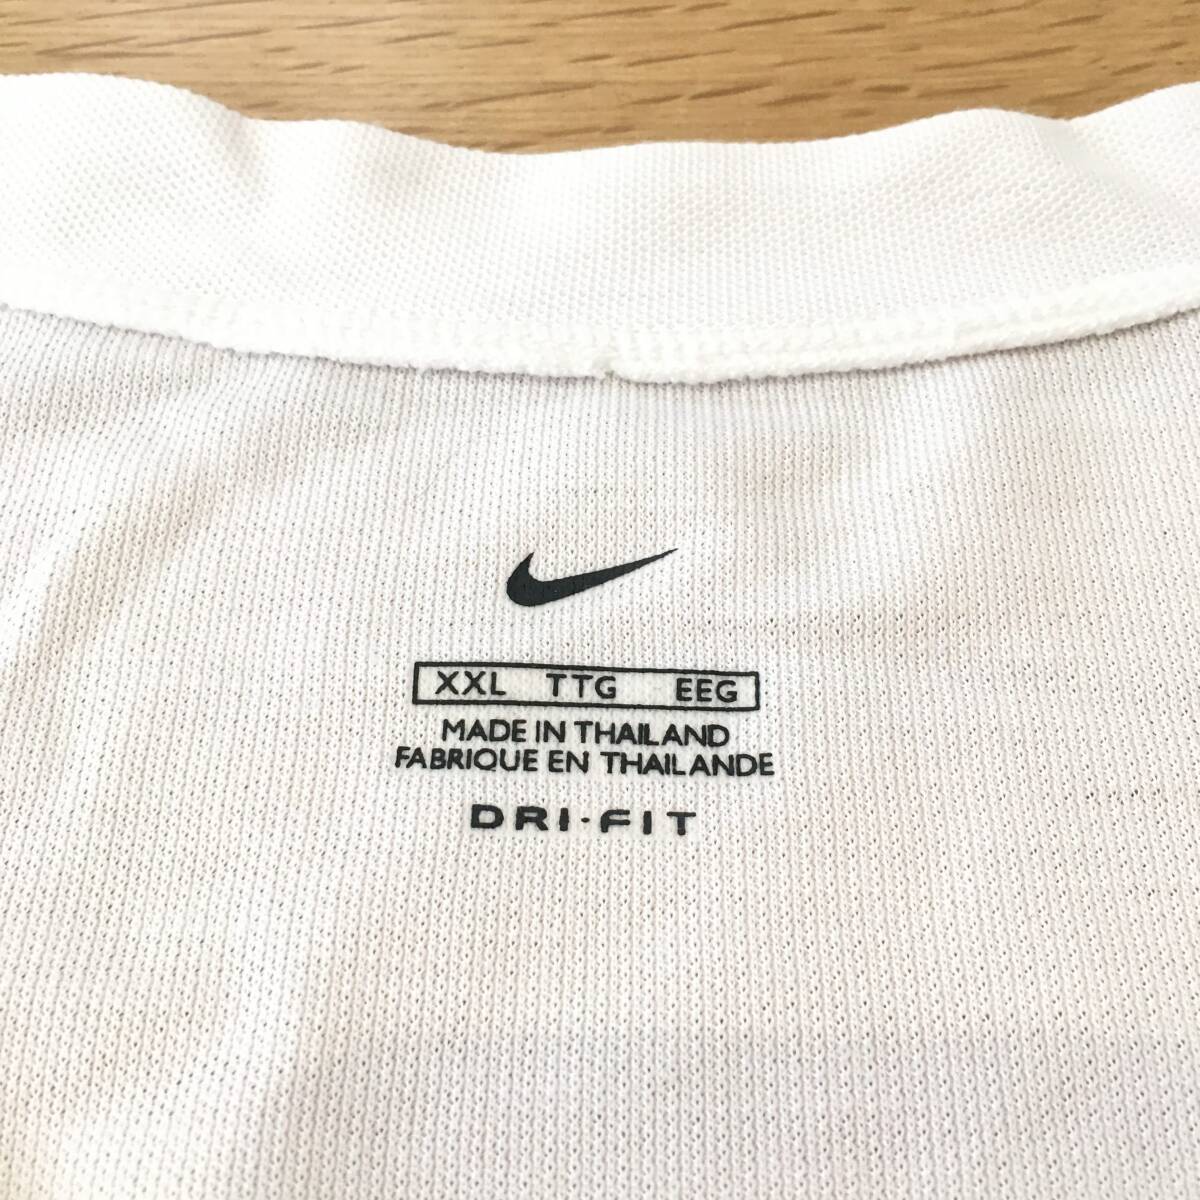 XXL TTG EEG
MADE IN THAILAND
FABRIQUE EN THAILANDE
DRI·FIT